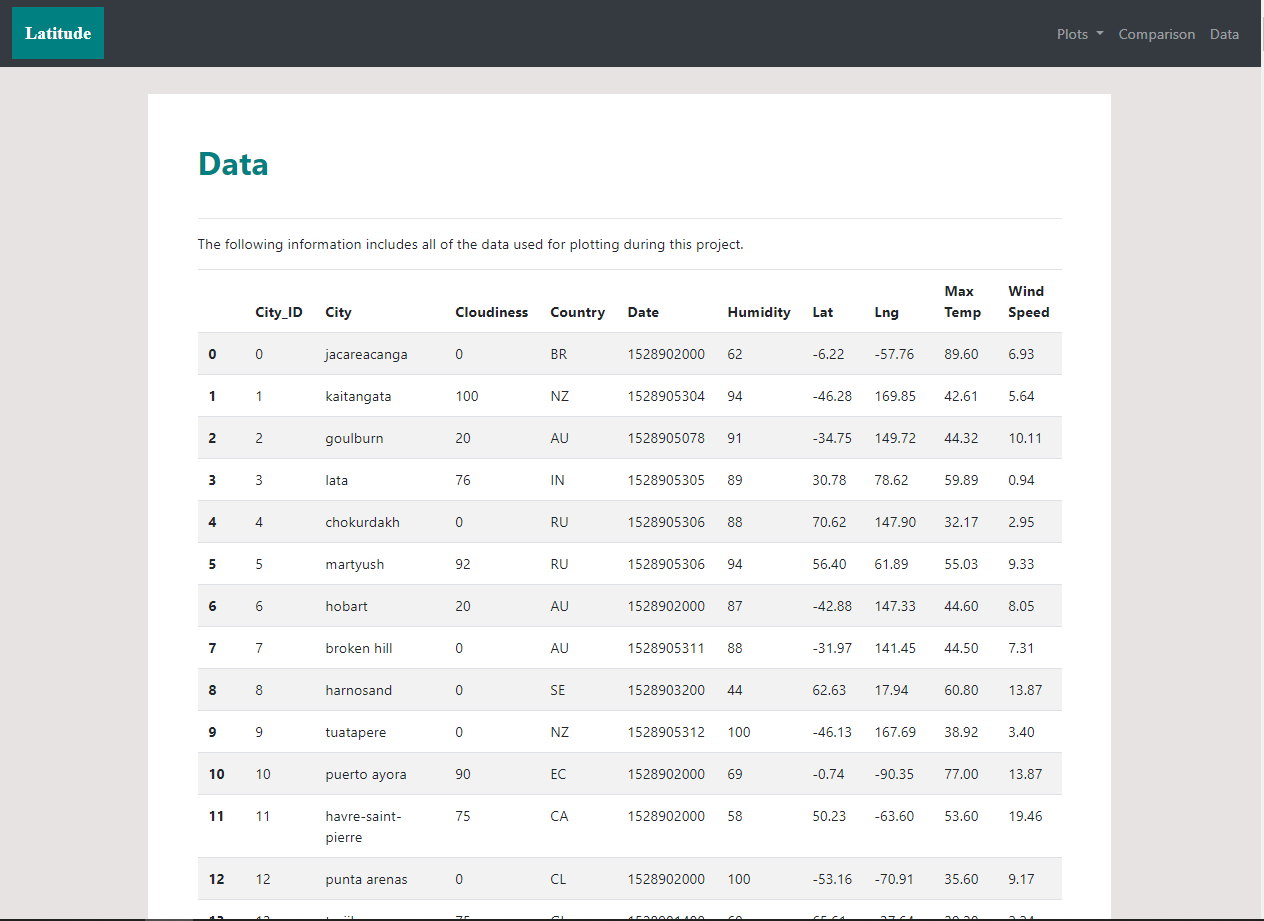 Latitude
Plots Comparison Data
Data
The following information includes all of the data used for plotting during this project.
City_ID City Cloudiness Country Date Humidity Lat Lng Max Temp Wind Speed
0 0 jacareacanga 0 BR 1528902000 62 -6.22 -57.76 89.60 6.93
1 1 kaitangata 100 NZ 1528905304 94 -46.28 169.85 42.61 5.64
2 2 goulburn 20 AU 1528905078 91 -34.75 149.72 44.32 10.11
3 3 lata 76 IN 1528905305 89 30.78 78.62 59.89 0.94
4 4 chokurdakh 0 RU 1528905306 88 70.62 147.90 32.17 2.95
5 5 martyush 92 RU 1528905306 94 56.40 61.89 55.03 9.33
6 6 hobart 20 AU 1528902000 87 -42.88 147.33 44.60 8.05
7 7 broken hill 0 AU 1528905311 88 -31.97 141.45 44.50 7.31
8 8 harnosand 0 SE 1528903200 44 62.63 17.94 60.80 13.87
9 9 tuatapere 0 NZ 1528905312 100 -46.13 167.69 38.92 3.40
10 10 puerto ayora 90 EC 1528902000 69 -0.74 -90.35 77.00 13.87
11 11 havre-saint-pierre 75 CA 1528902000 58 50.23 -63.60 53.60 19.46
12 12 punta arenas 0 CL 1528902000 100 -53.16 -70.91 35.60 9.17